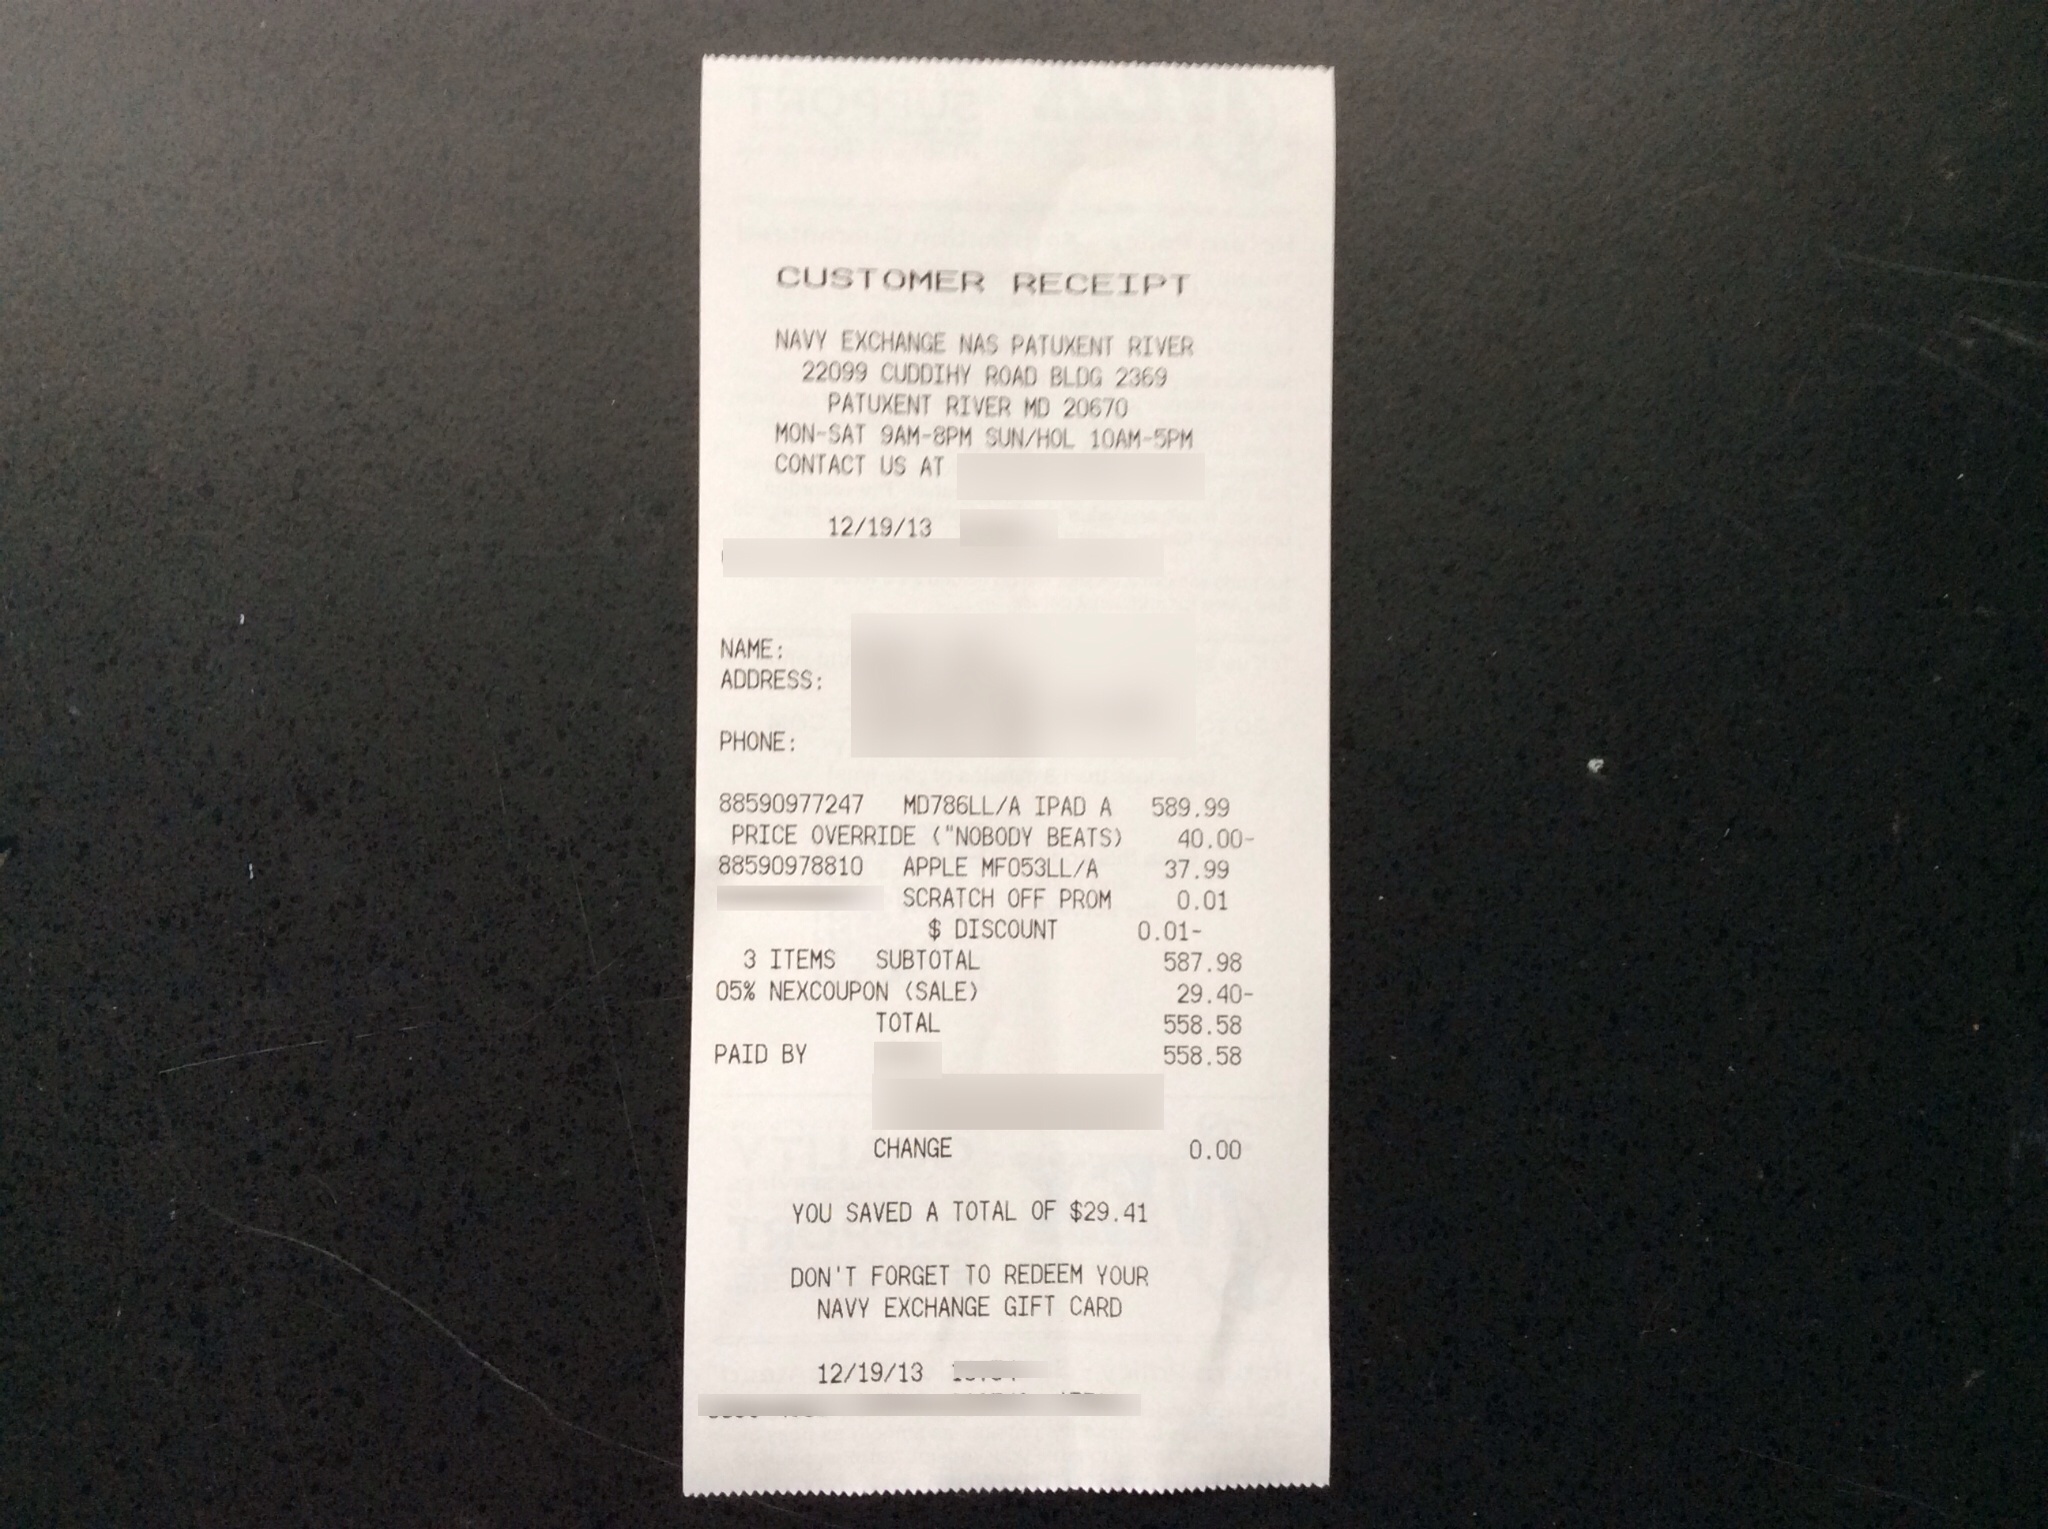 CUSTOMER RECEIPT
NAVY EXCHANGE NAS PATUXENT RIVER
22099 CUDDIHY ROAD BLDG 2369
PATUXENT RIVER MD 20670
MON-SAT 9AM-8PM SUN/HOL 10AM-5PM
CONTACT US AT
12/19/13
NAME:
ADDRESS:
PHONE:
88590977247 MD786LL/A IPAD A 589.99
PRICE OVERRIDE ("NOBODY BEATS) 40.00-
88590978810 APPLE MF053LL/A 37.99
SCRATCH OFF PROM 0.01
$ DISCOUNT 0.01-
3 ITEMS SUBTOTAL 587.98
05% NEXCOUPON (SALE) 29.40-
TOTAL 558.58
PAID BY 558.58
CHANGE 0.00
YOU SAVED A TOTAL OF $29.41
DON'T FORGET TO REDEEM YOUR
NAVY EXCHANGE GIFT CARD
12/19/13